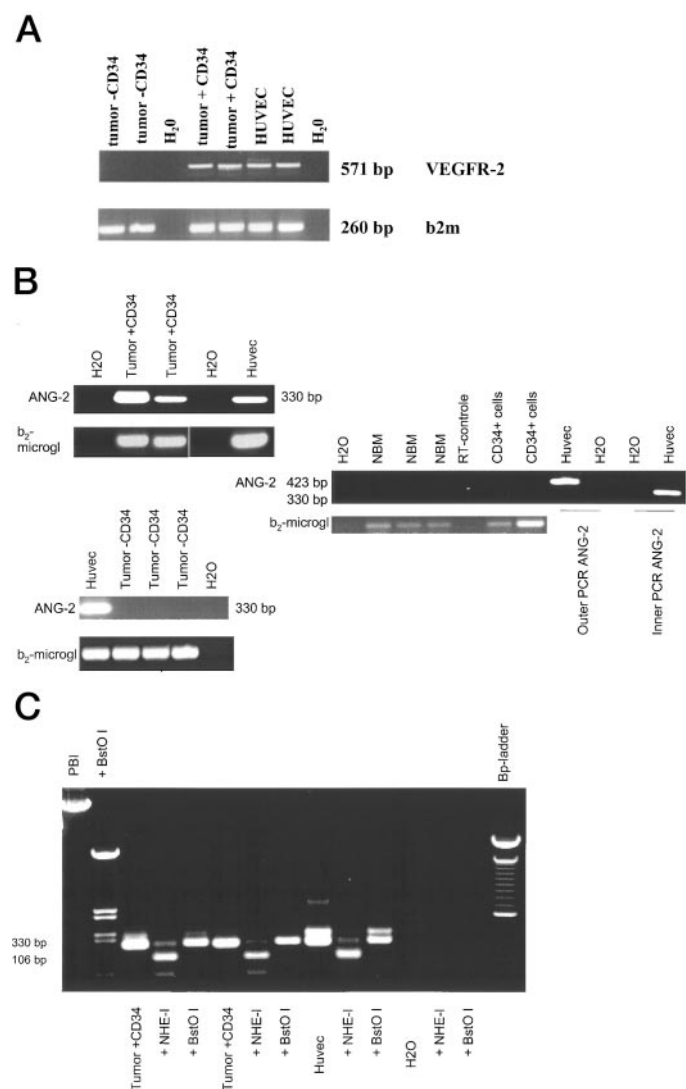 A
tumor -CD34
tumor -CD34
H20
tumor + CD34
tumor + CD34
HUVEC
HUVEC
H20
571 bp VEGFR-2
260 bp b2m
B
H2O
Tumor +CD34
Tumor +CD34
H2O
Huvec
ANG-2 330 bp
b2-
microgl
H2O
NBM
NBM
NBM
RT-controle
CD34+ cells
CD34+ cells
Huvec
H2O
H2O
Huvec
ANG-2 423 bp
330 bp
b2-microgl
Outer PCR ANG-2
Inner PCR ANG-2
Huvec
Tumor -CD34
Tumor -CD34
Tumor -CD34
H2O
ANG-2 330 bp
b2-microgl
C
PBI
+ BstO I
Bp-ladder
330 bp
106 bp
Tumor +CD34
+ NHE-I
+ BstO I
Tumor +CD34
+ NHE-I
+ BstO I
Huvec
+ NHE-I
+ BstO I
H2O
+ NHE-I
+ BstO I